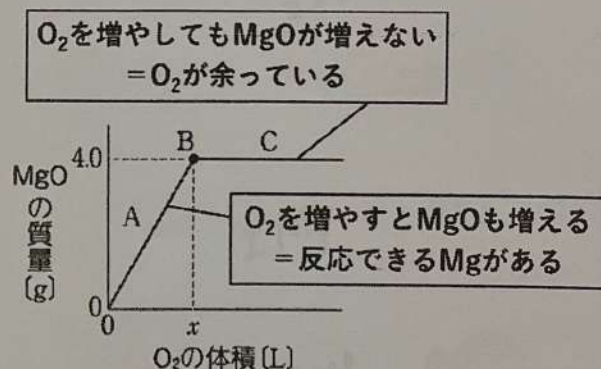 O₂を増やしてもMgOが増えない
＝O₂が余っている
B
C
4.0
MgO
の
質
量
[g]
A
O₂を増やすとMgOも増える
＝反応できるMgがある
0
0
x
O₂の体積[L]